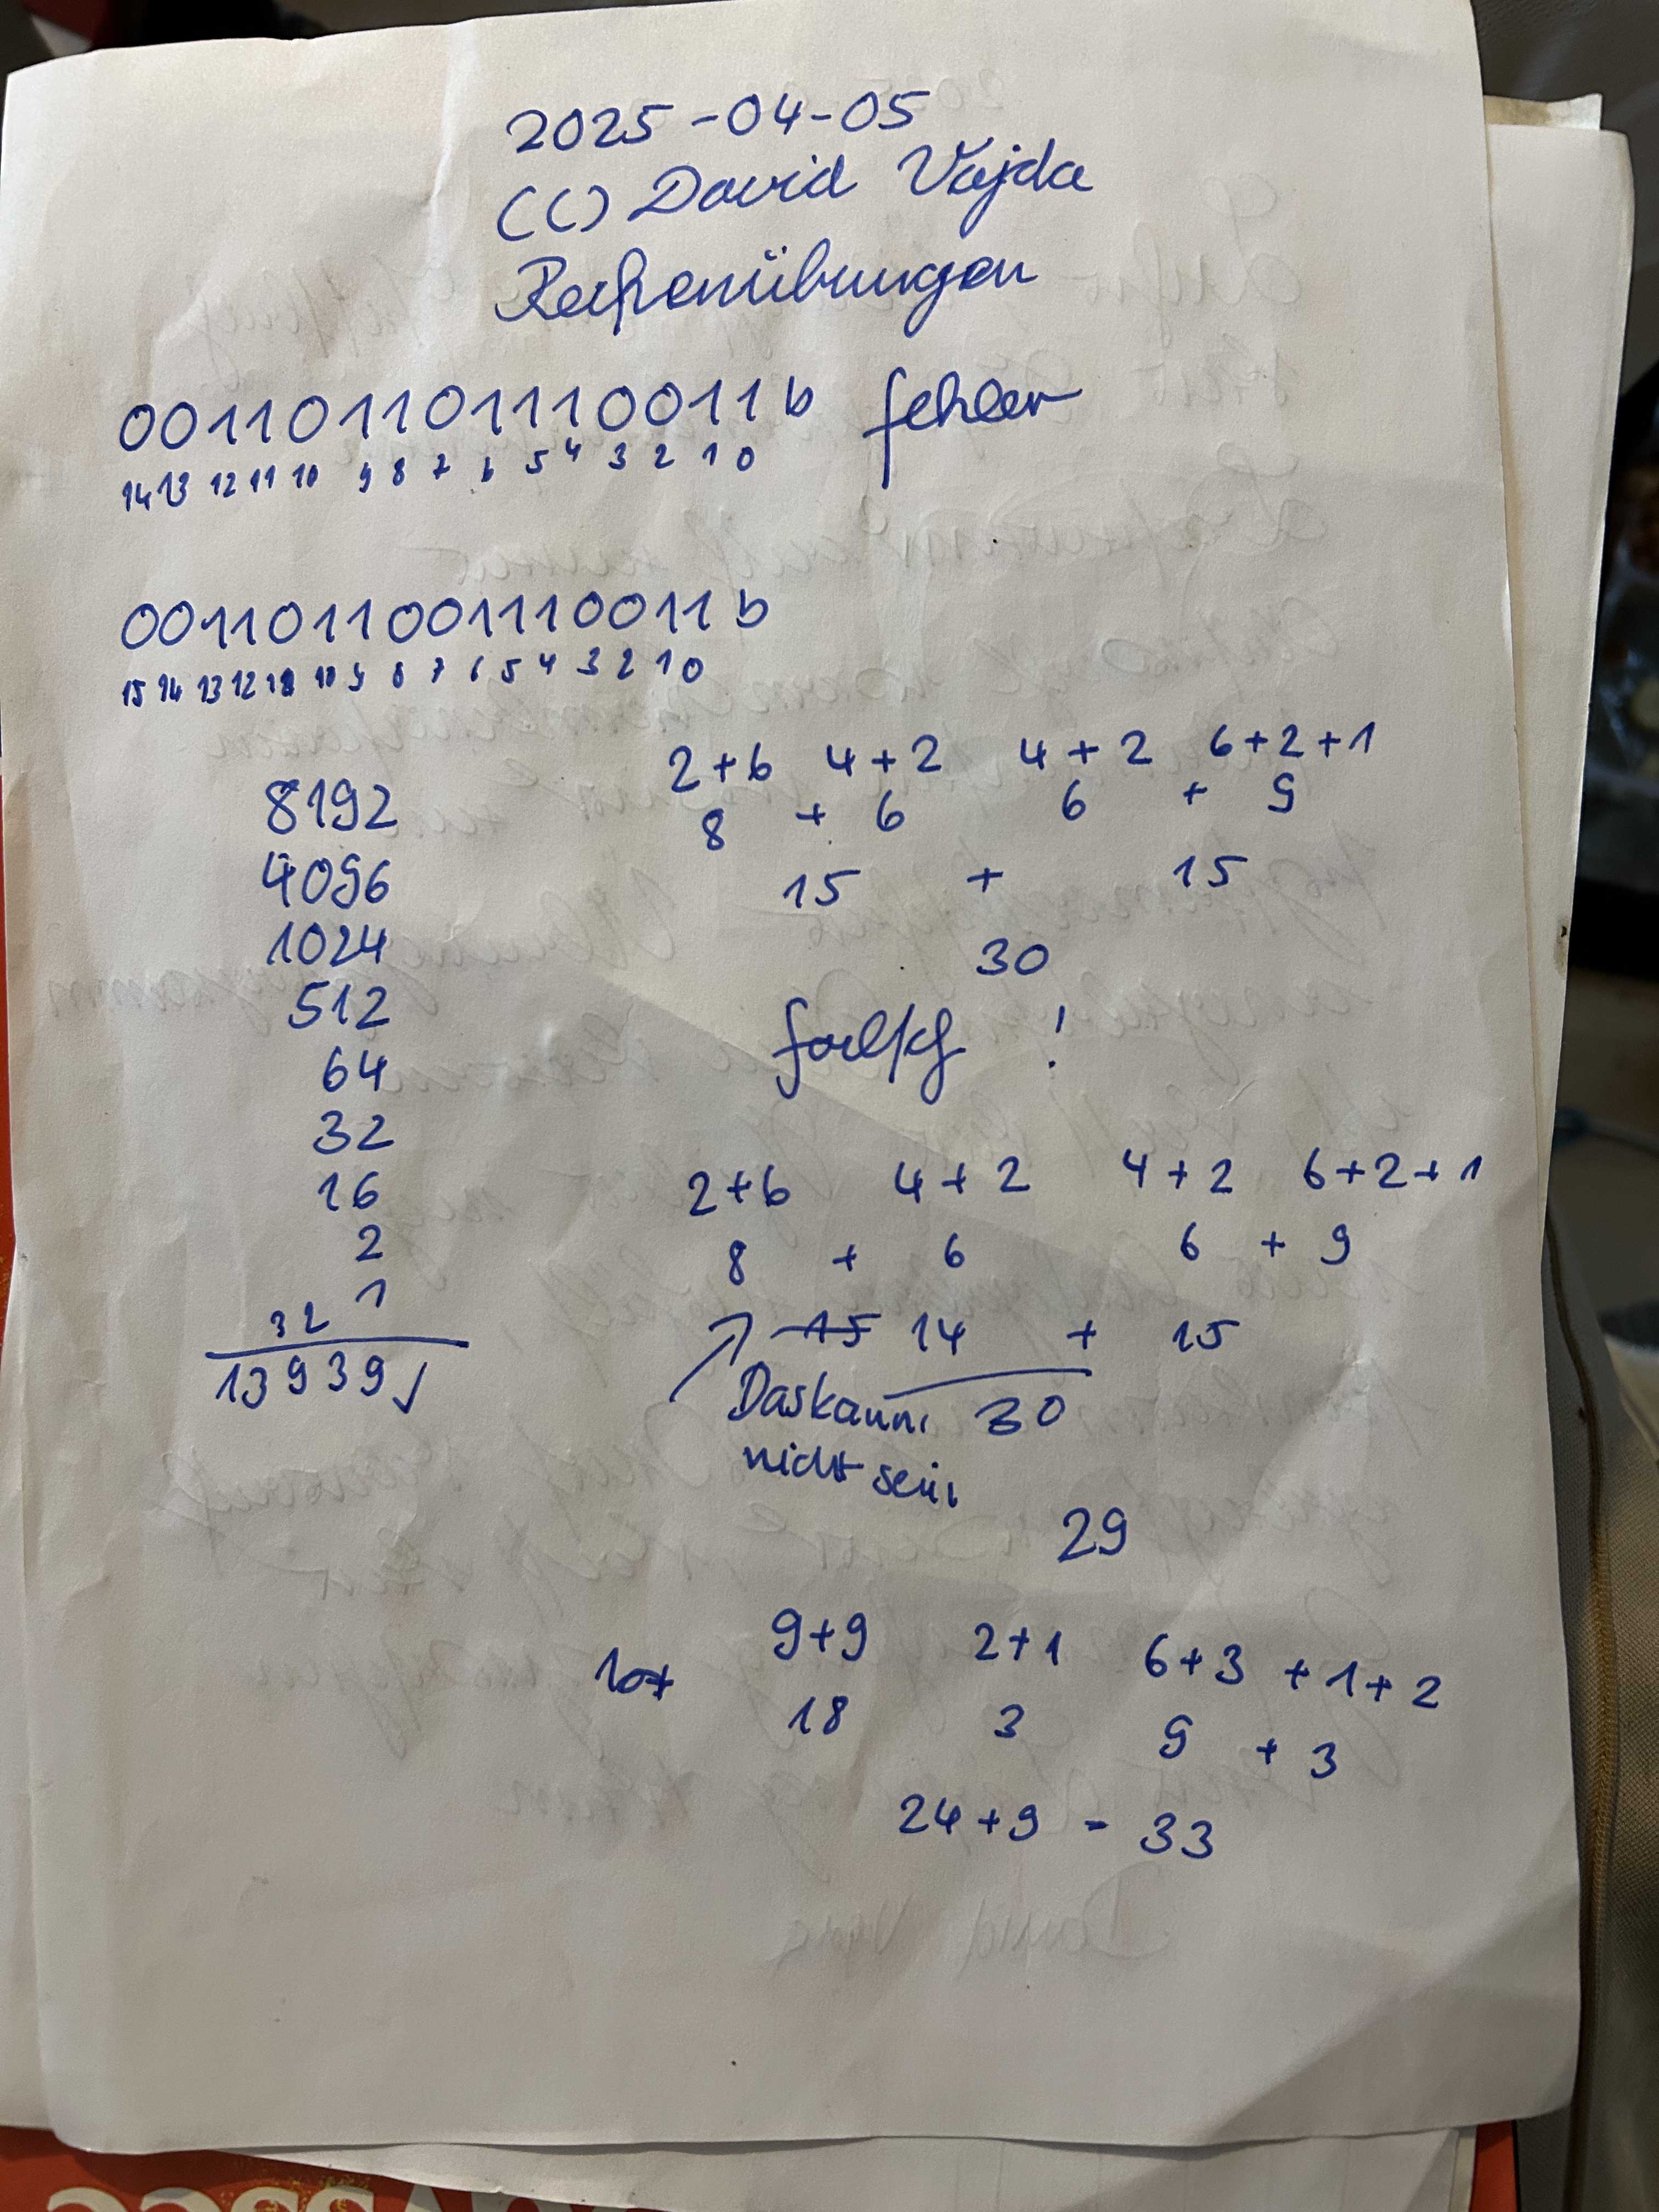 2025-04-05
(C) David Vajda
Rechenübungen
001101101110011b fehler
14 13 12 11 10 9 8 7 6 5 4 3 2 1 0
0011011001110011b
15 14 13 12 11 10 9 8 7 6 5 4 3 2 1 0
8192
4096
1024
512
64
32
16
2
1
32
13939✓
2+6 4+2 4+2 6+2+1
8 + 6 6 + 9
15 + 15
30
falsch !
2+6 4+2 4+2 6+2+1
8 + 6 6 + 9
15 14 + 15
Das kann 30
nicht sein
29
9+9 2+1 6+3 +1+2
18 3 9 + 3
24+9 = 33